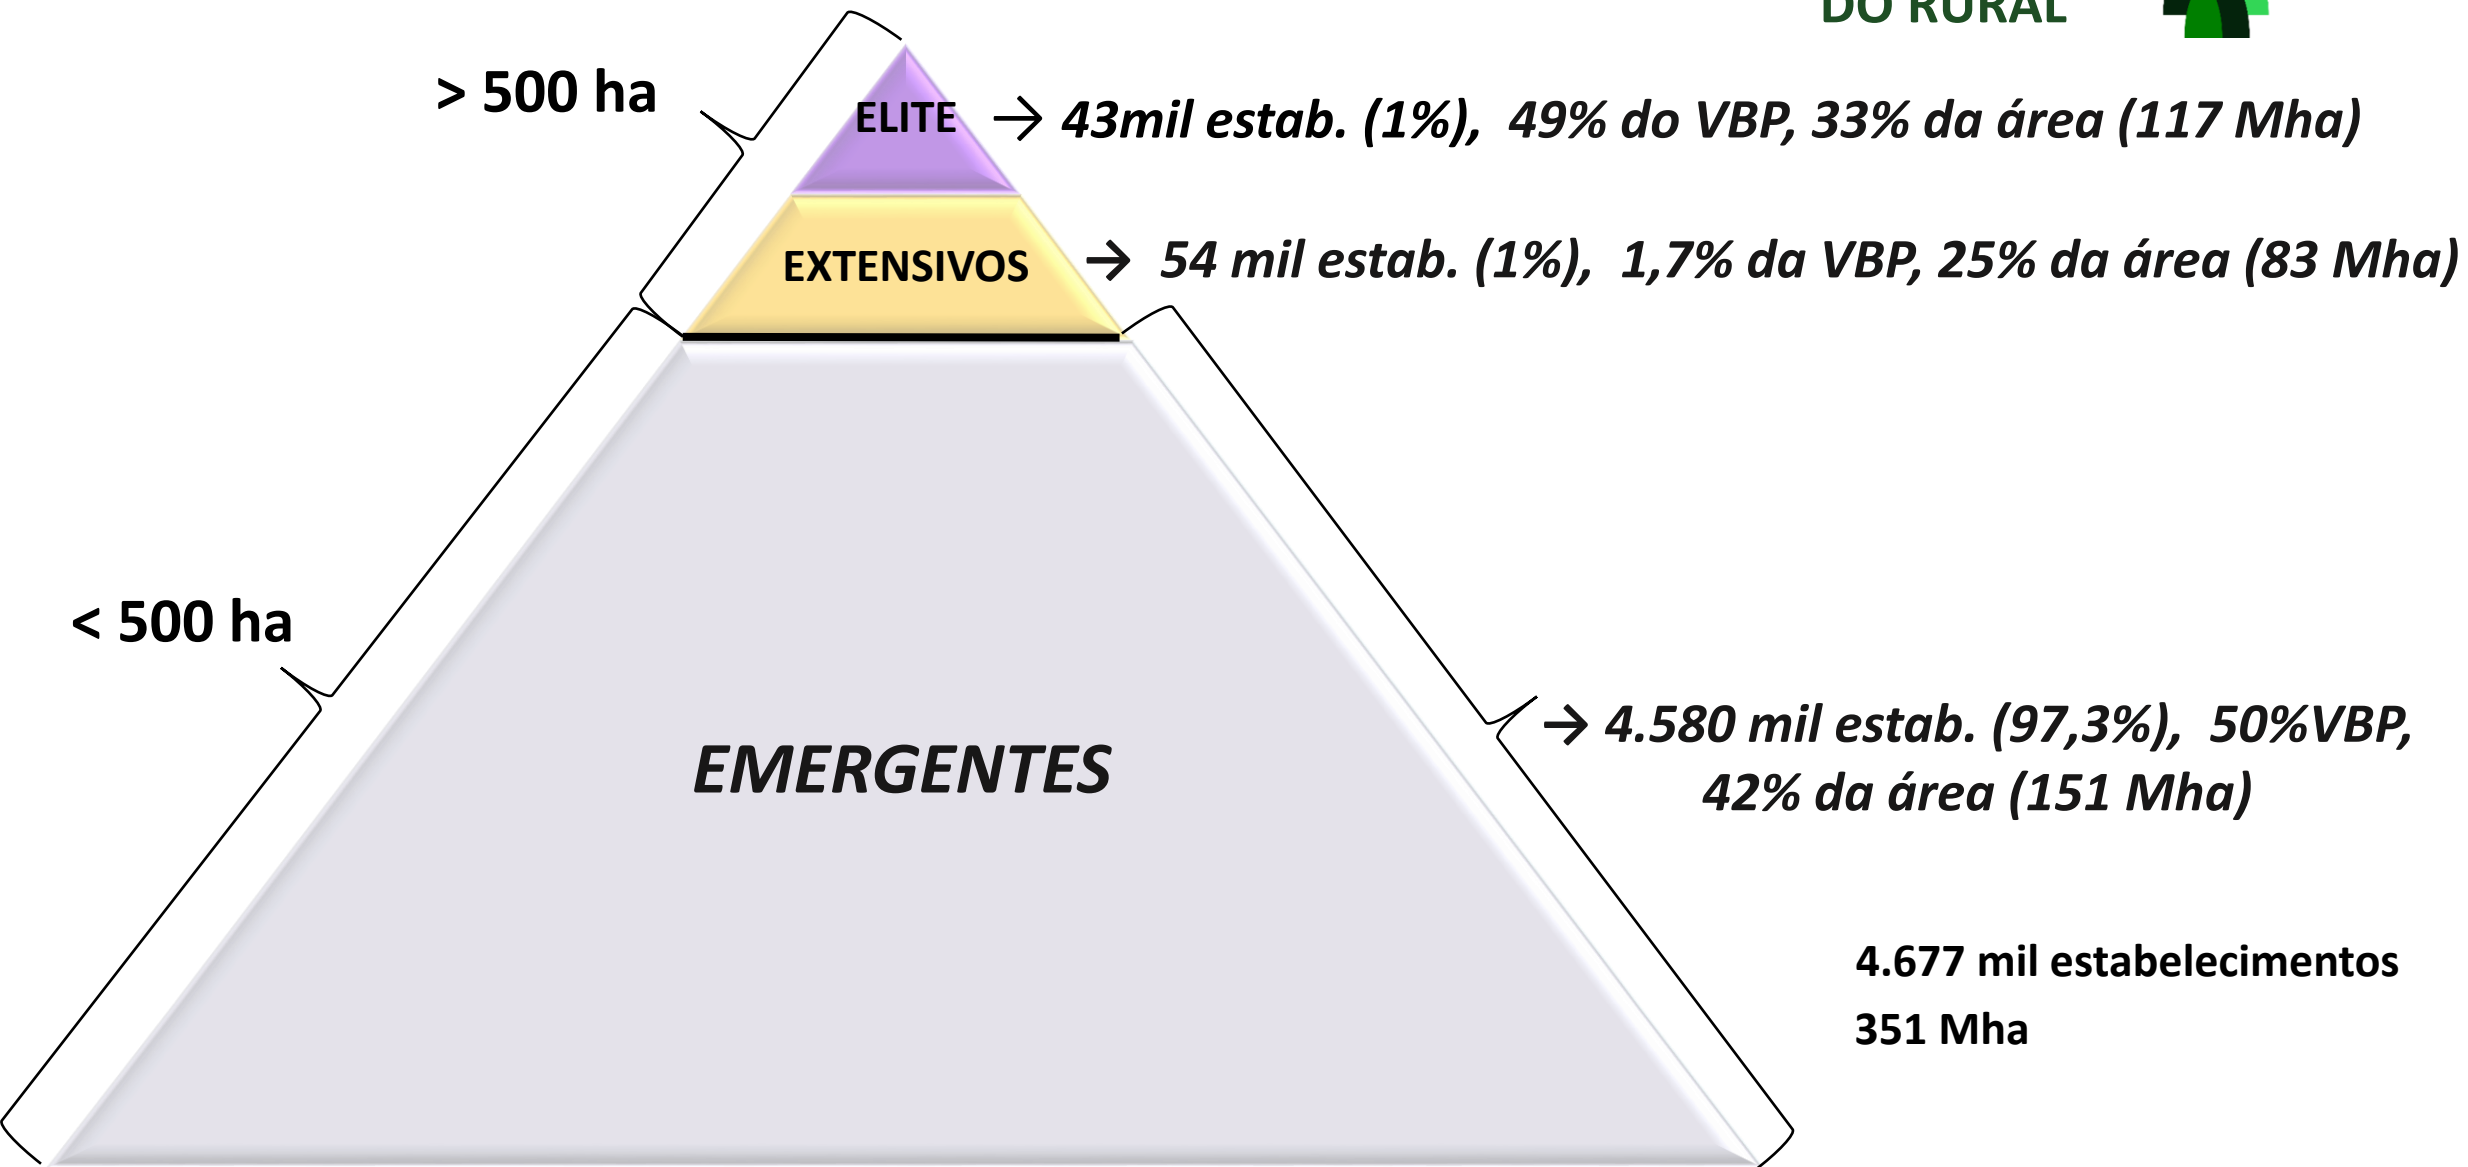 DO RURAL
> 500 ha
ELITE
→ 43mil estab. (1%), 49% do VBP, 33% da área (117 Mha)
EXTENSIVOS
→ 54 mil estab. (1%), 1,7% da VBP, 25% da área (83 Mha)
< 500 ha
EMERGENTES
→ 4.580 mil estab. (97,3%), 50%VBP,
42% da área (151 Mha)
4.677 mil estabelecimentos
351 Mha